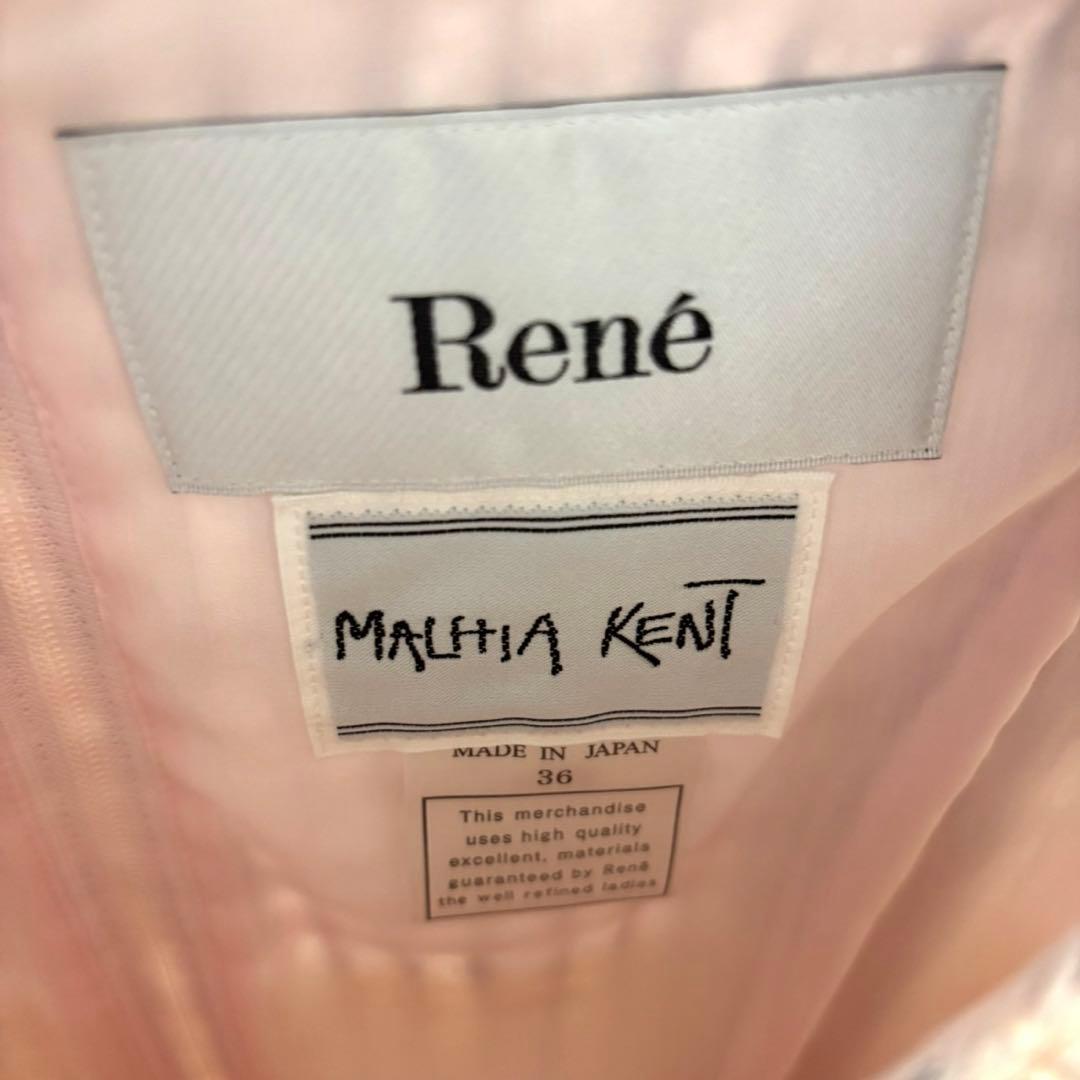 René
MALHIA KENT
MADE IN JAPAN
36
This merchandise
uses high quality
excellent, materials
guaranteed by René
the well refined ladies